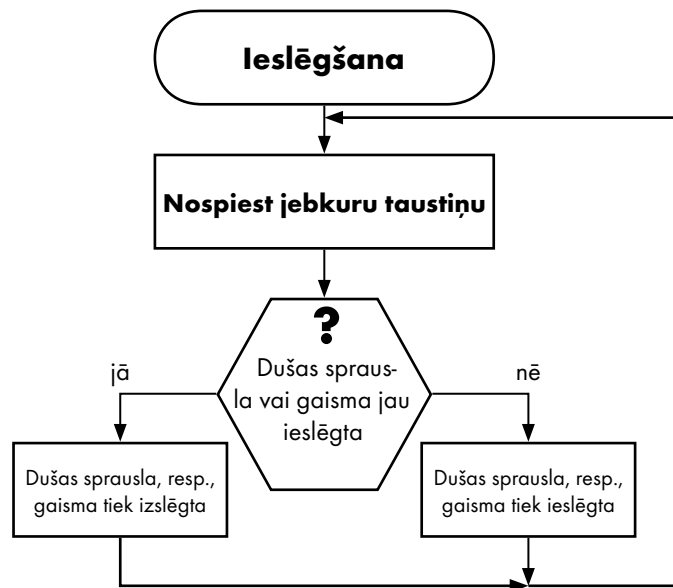 Ieslēgšana
Nospiest jebkuru taustiņu
?
Dušas spraus-
la vai gaisma jau
ieslēgta
jā
nē
Dušas sprausla, resp.,
gaisma tiek izslēgta
Dušas sprausla, resp.,
gaisma tiek ieslēgta